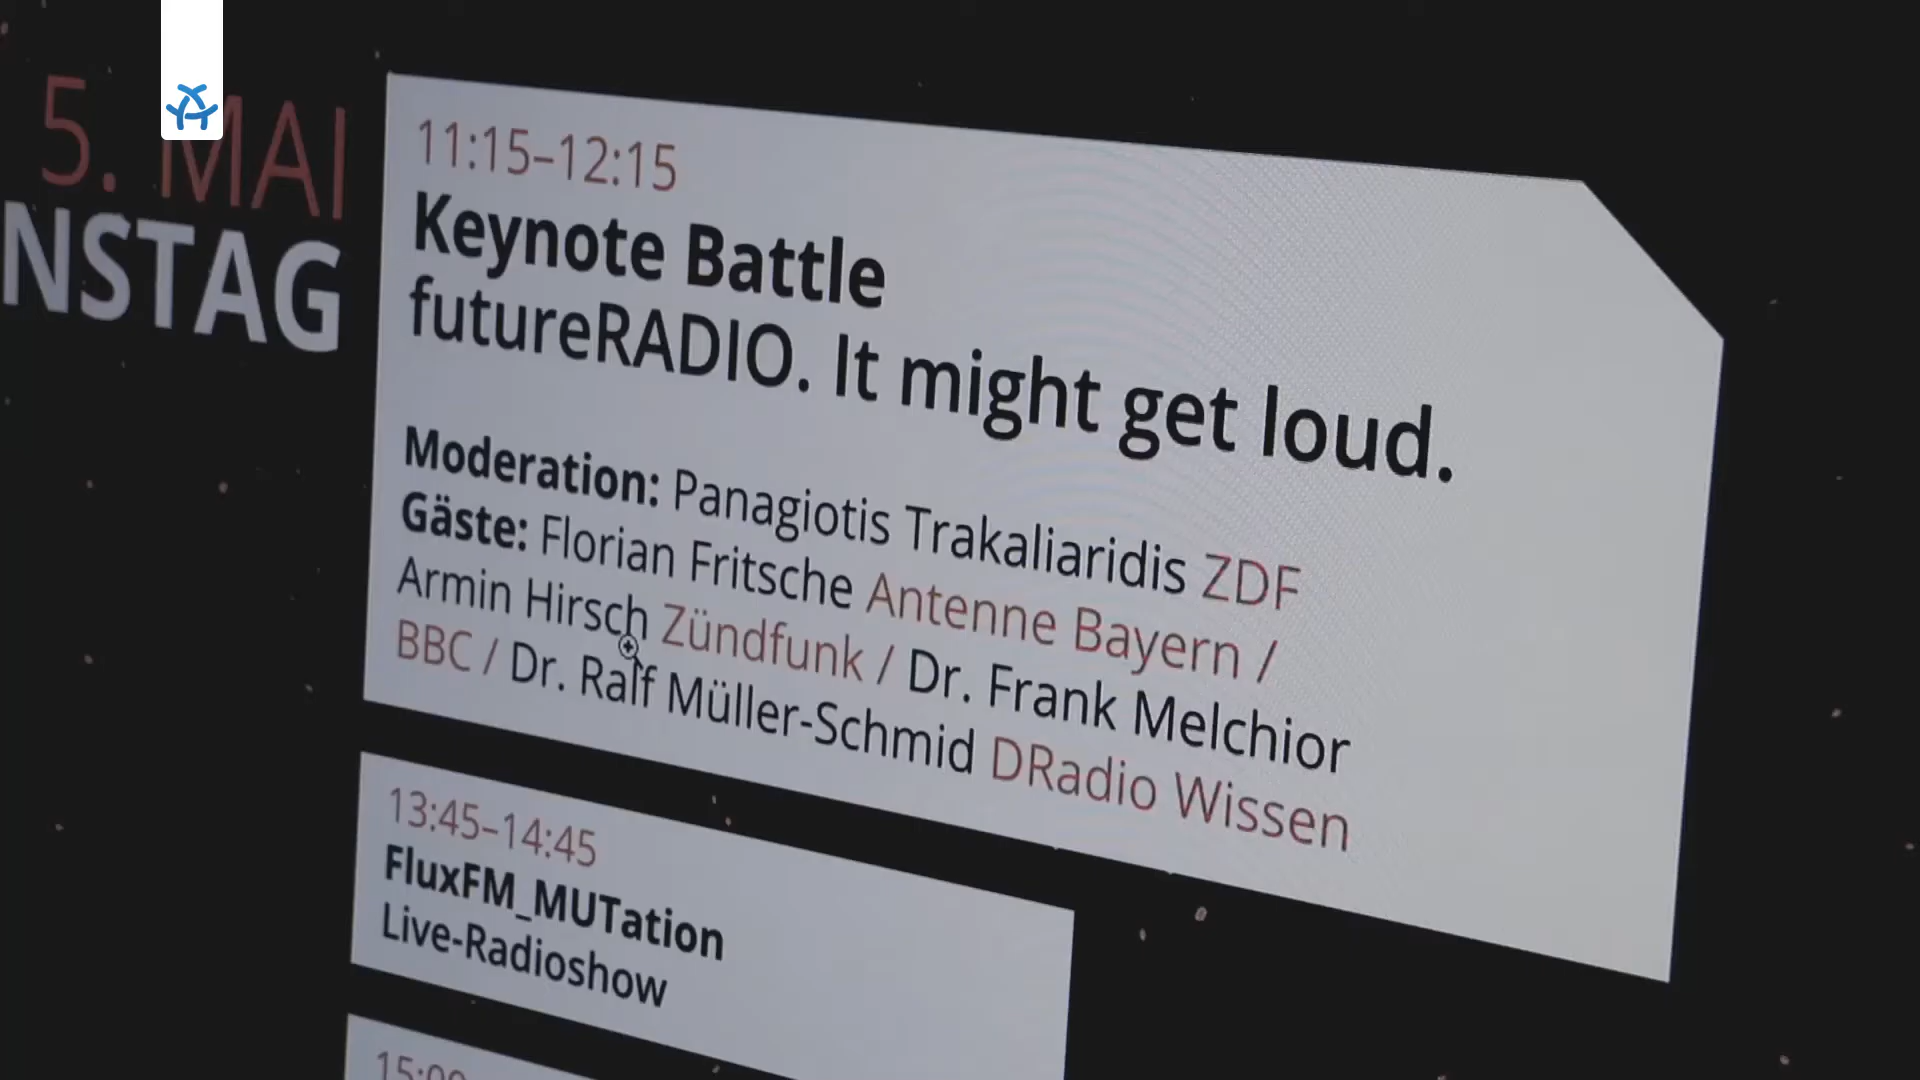 5. MAI
NSTAG
11:15–12:15
Keynote Battle
futureRADIO. It might get loud.
Moderation: Panagiotis Trakaliaridis ZDF
Gäste: Florian Fritsche Antenne Bayern /
Armin Hirsch Zündfunk / Dr. Frank Melchior
BBC / Dr. Ralf Müller-Schmid DRadio Wissen
13:45–14:45
FluxFM_MUTation
Live-Radioshow
15:00